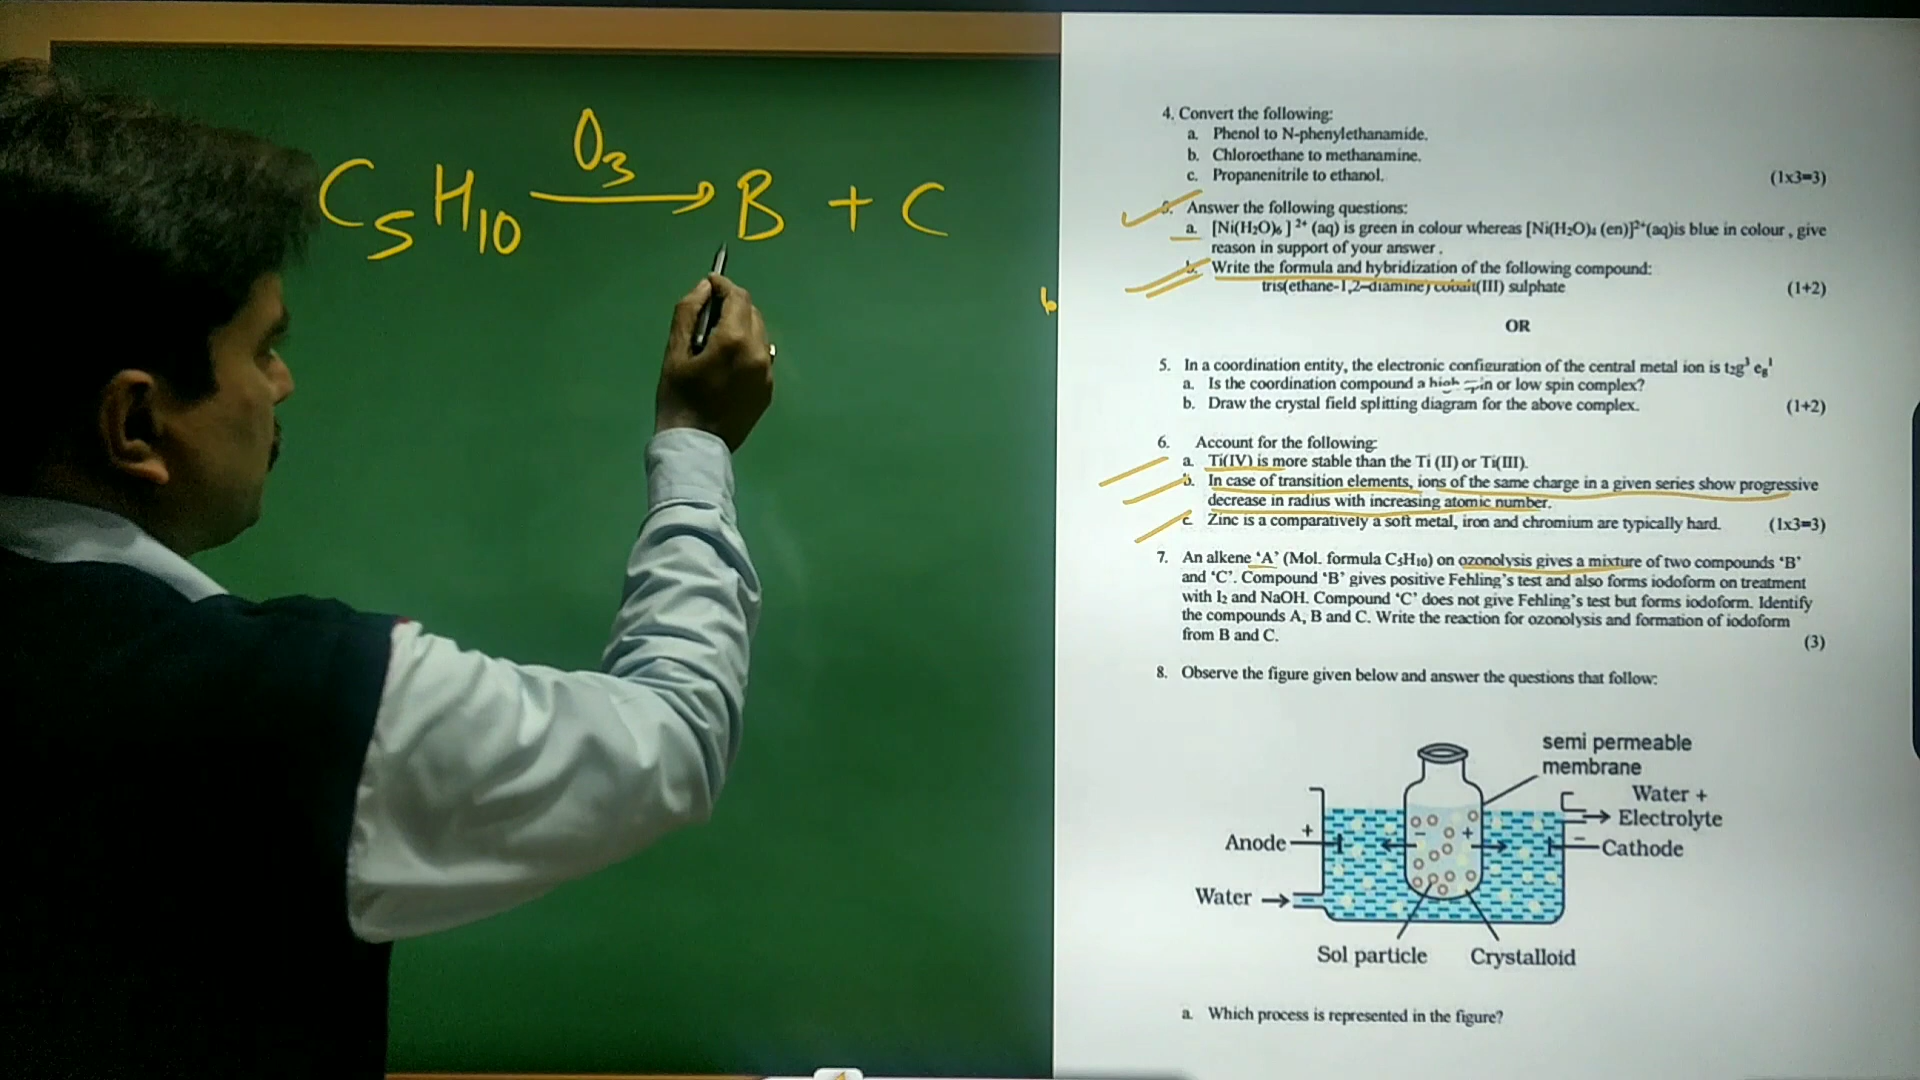 C5H10 O3 → B + C
4. Convert the following:
a. Phenol to N-phenylethanamide.
b. Chloroethane to methanamine.
c. Propanenitrile to ethanol. (1x3=3)
Answer the following questions:
a. [Ni(H₂O)₆ ] ²⁺ (aq) is green in colour whereas [Ni(H₂O)₄ (en)]²⁺(aq)is blue in colour , give
reason in support of your answer .
Write the formula and hybridization of the following compound:
tris(ethane-1,2–diamine) cobalt(III) sulphate (1+2)
OR
5. In a coordination entity, the electronic configuration of the central metal ion is t₂g³ eg¹
a. Is the coordination compound a high spin or low spin complex?
b. Draw the crystal field splitting diagram for the above complex. (1+2)
6. Account for the following:
a. Ti(IV) is more stable than the Ti (II) or Ti(III).
b. In case of transition elements, ions of the same charge in a given series show progressive
decrease in radius with increasing atomic number.
c. Zinc is a comparatively a soft metal, iron and chromium are typically hard. (1x3=3)
7. An alkene ‘A’ (Mol. formula C₅H₁₀) on ozonolysis gives a mixture of two compounds ‘B’
and ‘C’. Compound ‘B’ gives positive Fehling’s test and also forms iodoform on treatment
with I₂ and NaOH. Compound ‘C’ does not give Fehling’s test but forms iodoform. Identify
the compounds A, B and C. Write the reaction for ozonolysis and formation of iodoform
from B and C. (3)
8. Observe the figure given below and answer the questions that follow:
semi permeable
membrane
Water +
Electrolyte
Anode +
− +
− Cathode
Water
Sol particle Crystalloid
a. Which process is represented in the figure?